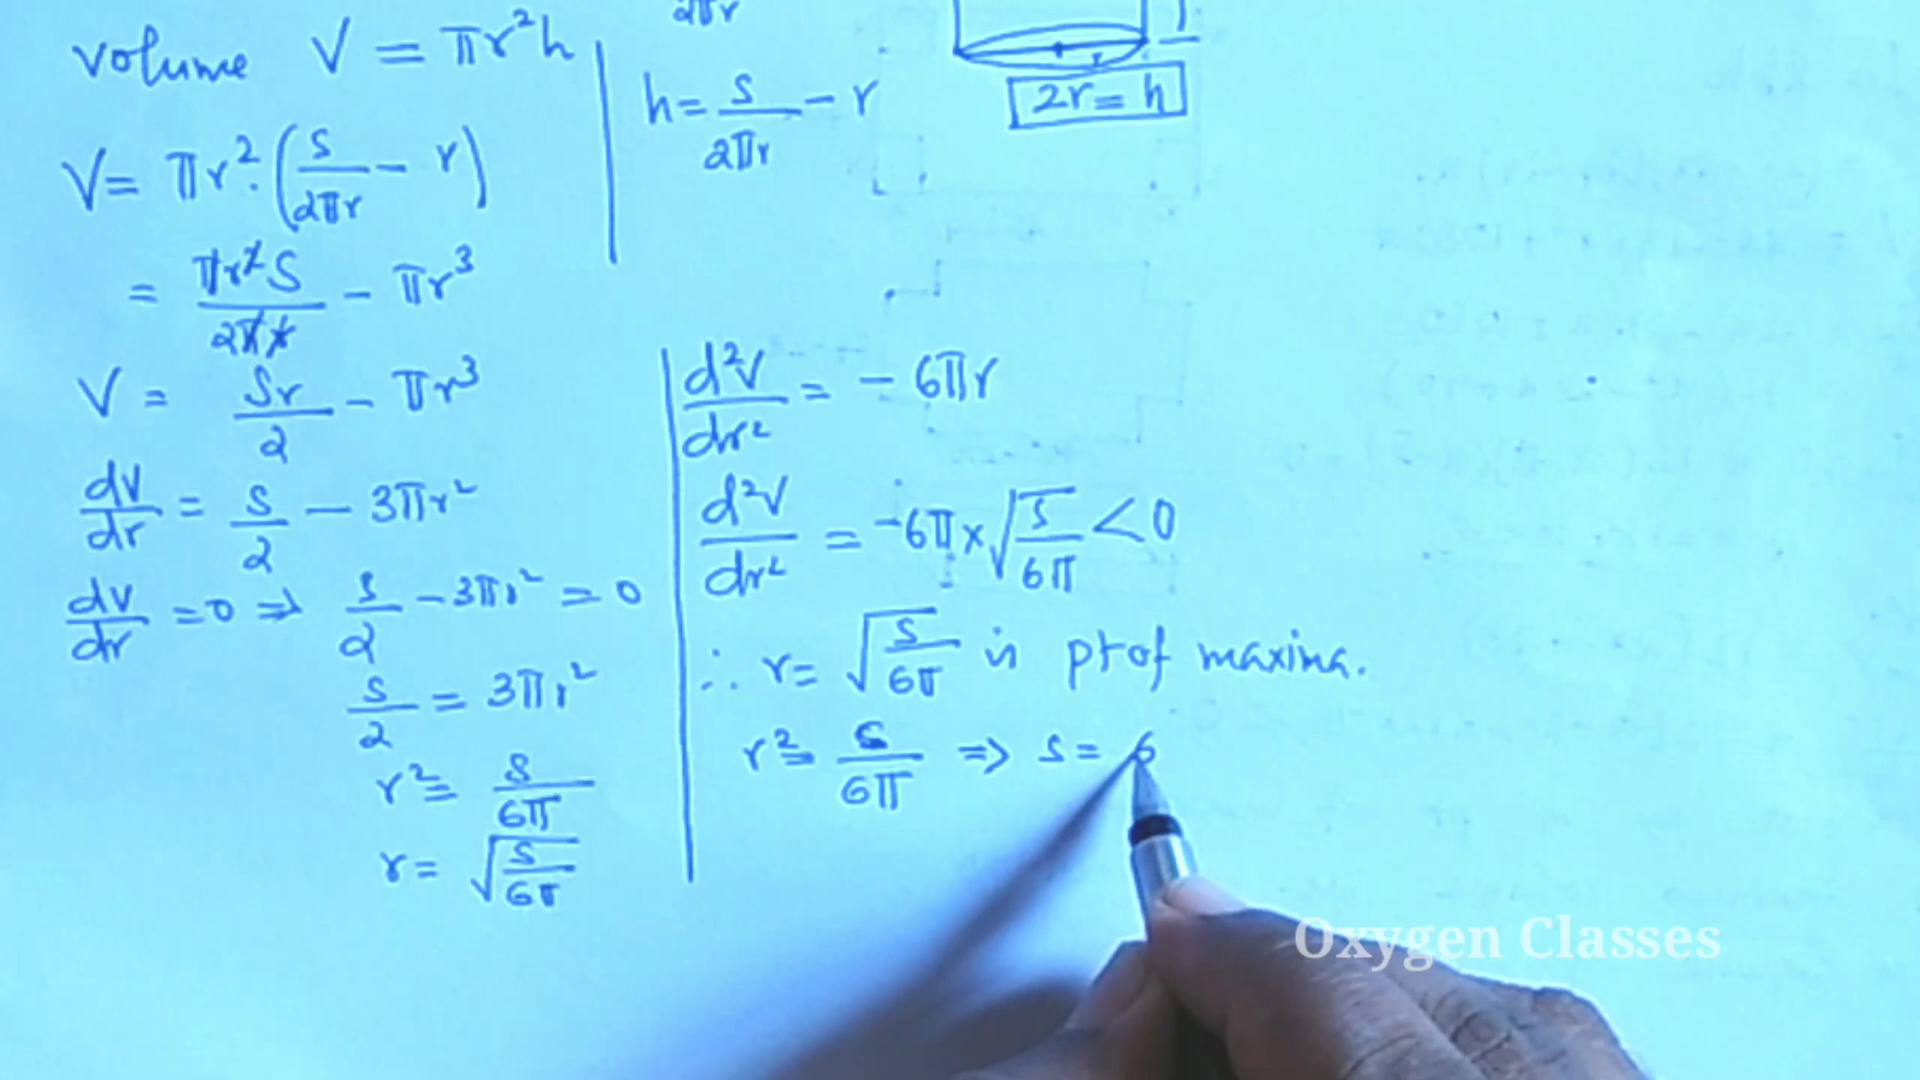 2πr
volume V = πr²h
h = s/2πr - r
2r = h
V = πr². (s/2πr - r)
= πr²S/2πr - πr³
V = Sr/2 - πr³
dv/dr = s/2 - 3πr²
dv/dr = 0 ⇒ s/2 - 3πr² = 0
s/2 = 3πr²
r² = s/6π
r = √(s/6π)
d²V/dr² = - 6πr
d²V/dr² = -6π × √(s/6π) < 0
∴ r = √(s/6π) is pt of maxima.
r² = s/6π ⇒ s = 6
Oxygen Classes